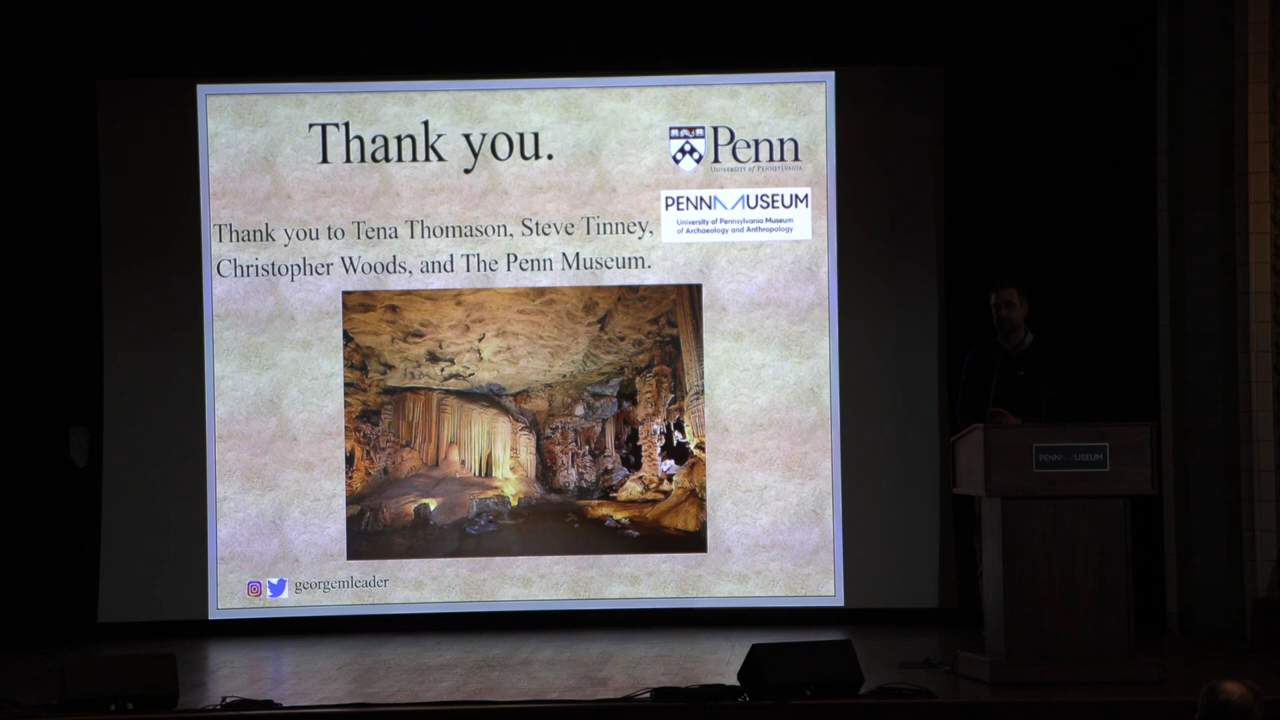 Thank you.
Penn
UNIVERSITY of PENNSYLVANIA
PENN MUSEUM
University of Pennsylvania Museum
of Archaeology and Anthropology
Thank you to Tena Thomason, Steve Tinney,
Christopher Woods, and The Penn Museum.
georgemleader
PENN MUSEUM